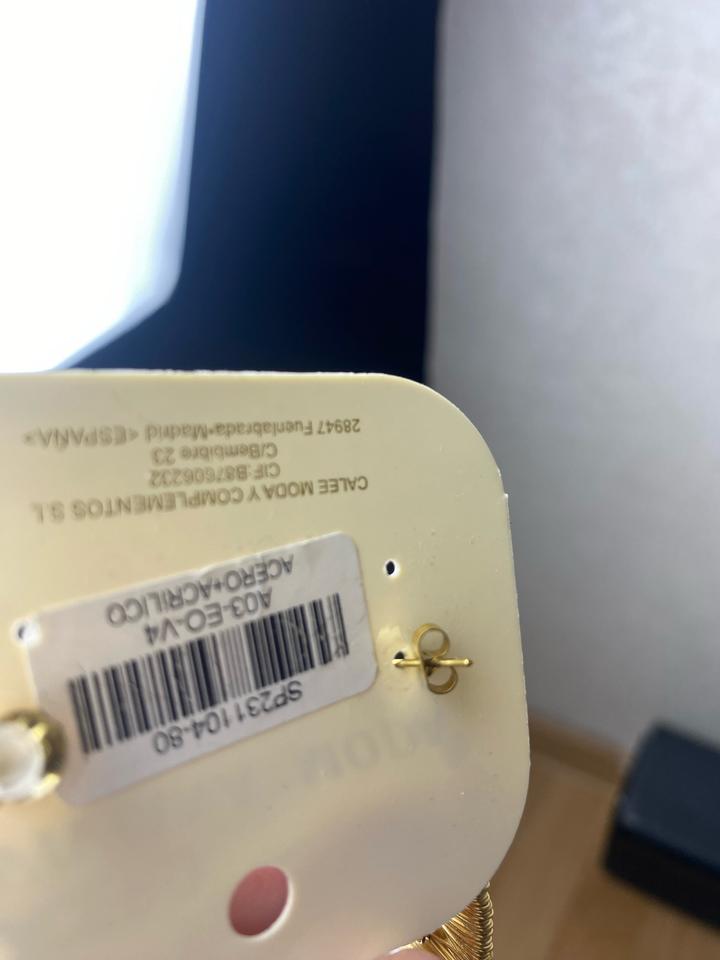 CALEE MODA Y COMPLEMENTOS S.L
CIF:B87606232
C/Bembibre 23
28947 Fuenlabrada•Madrid <ESPAÑA>
SP231104-80
A03-EO-V4
ACERO+ACRILICO